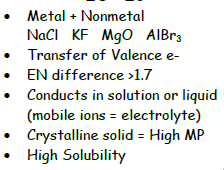 • Metal + Nonmetal
NaCl KF MgO AlBr₃
• Transfer of Valence e-
• EN difference >1.7
• Conducts in solution or liquid
(mobile ions = electrolyte)
• Crystalline solid = High MP
• High Solubility